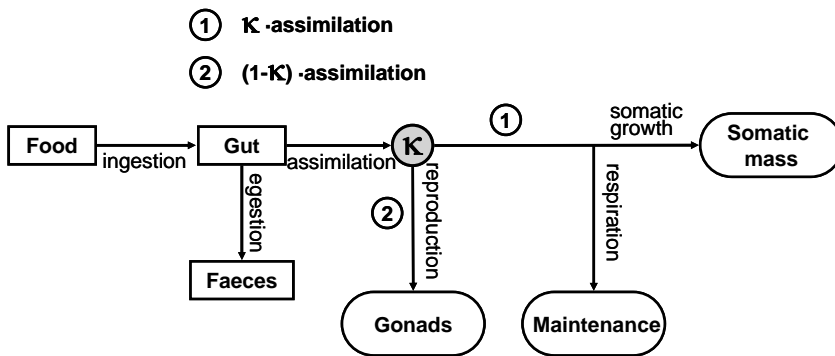 1 κ -assimilation
2 (1-κ) -assimilation
Food
ingestion
Gut
assimilation
κ
1
somatic
growth
Somatic
mass
egestion
2
reproduction
respiration
Faeces
Gonads
Maintenance